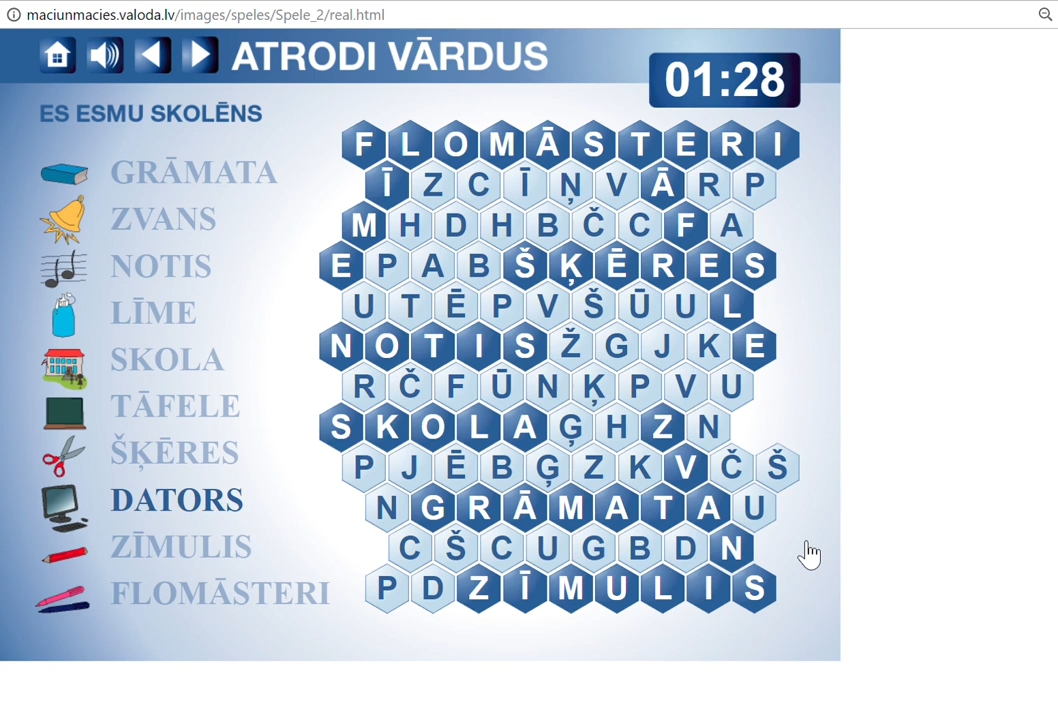 maciunmacies.valoda.lv/images/speles/Spele_2/real.html
ATRODI VĀRDUS
01:28
ES ESMU SKOLĒNS
GRĀMATA
ZVANS
NOTIS
LĪME
SKOLA
TĀFELE
ŠĶĒRES
DATORS
ZĪMULIS
FLOMĀSTERI
F L O M Ā S T E R I
Ī Z C Ī Ņ V Ā R P
M H D H B Č C F A
E P A B Š Ķ Ē R E S
U T Ē P V Š Ū U L
N O T I S Ž G J K E
R Č F Ū N Ķ P V U
S K O L A Ģ H Z N
P J Ē B Ģ Z K V Č Š
N G R Ā M A T A U
C Š C U G B D N
P D Z Ī M U L I S